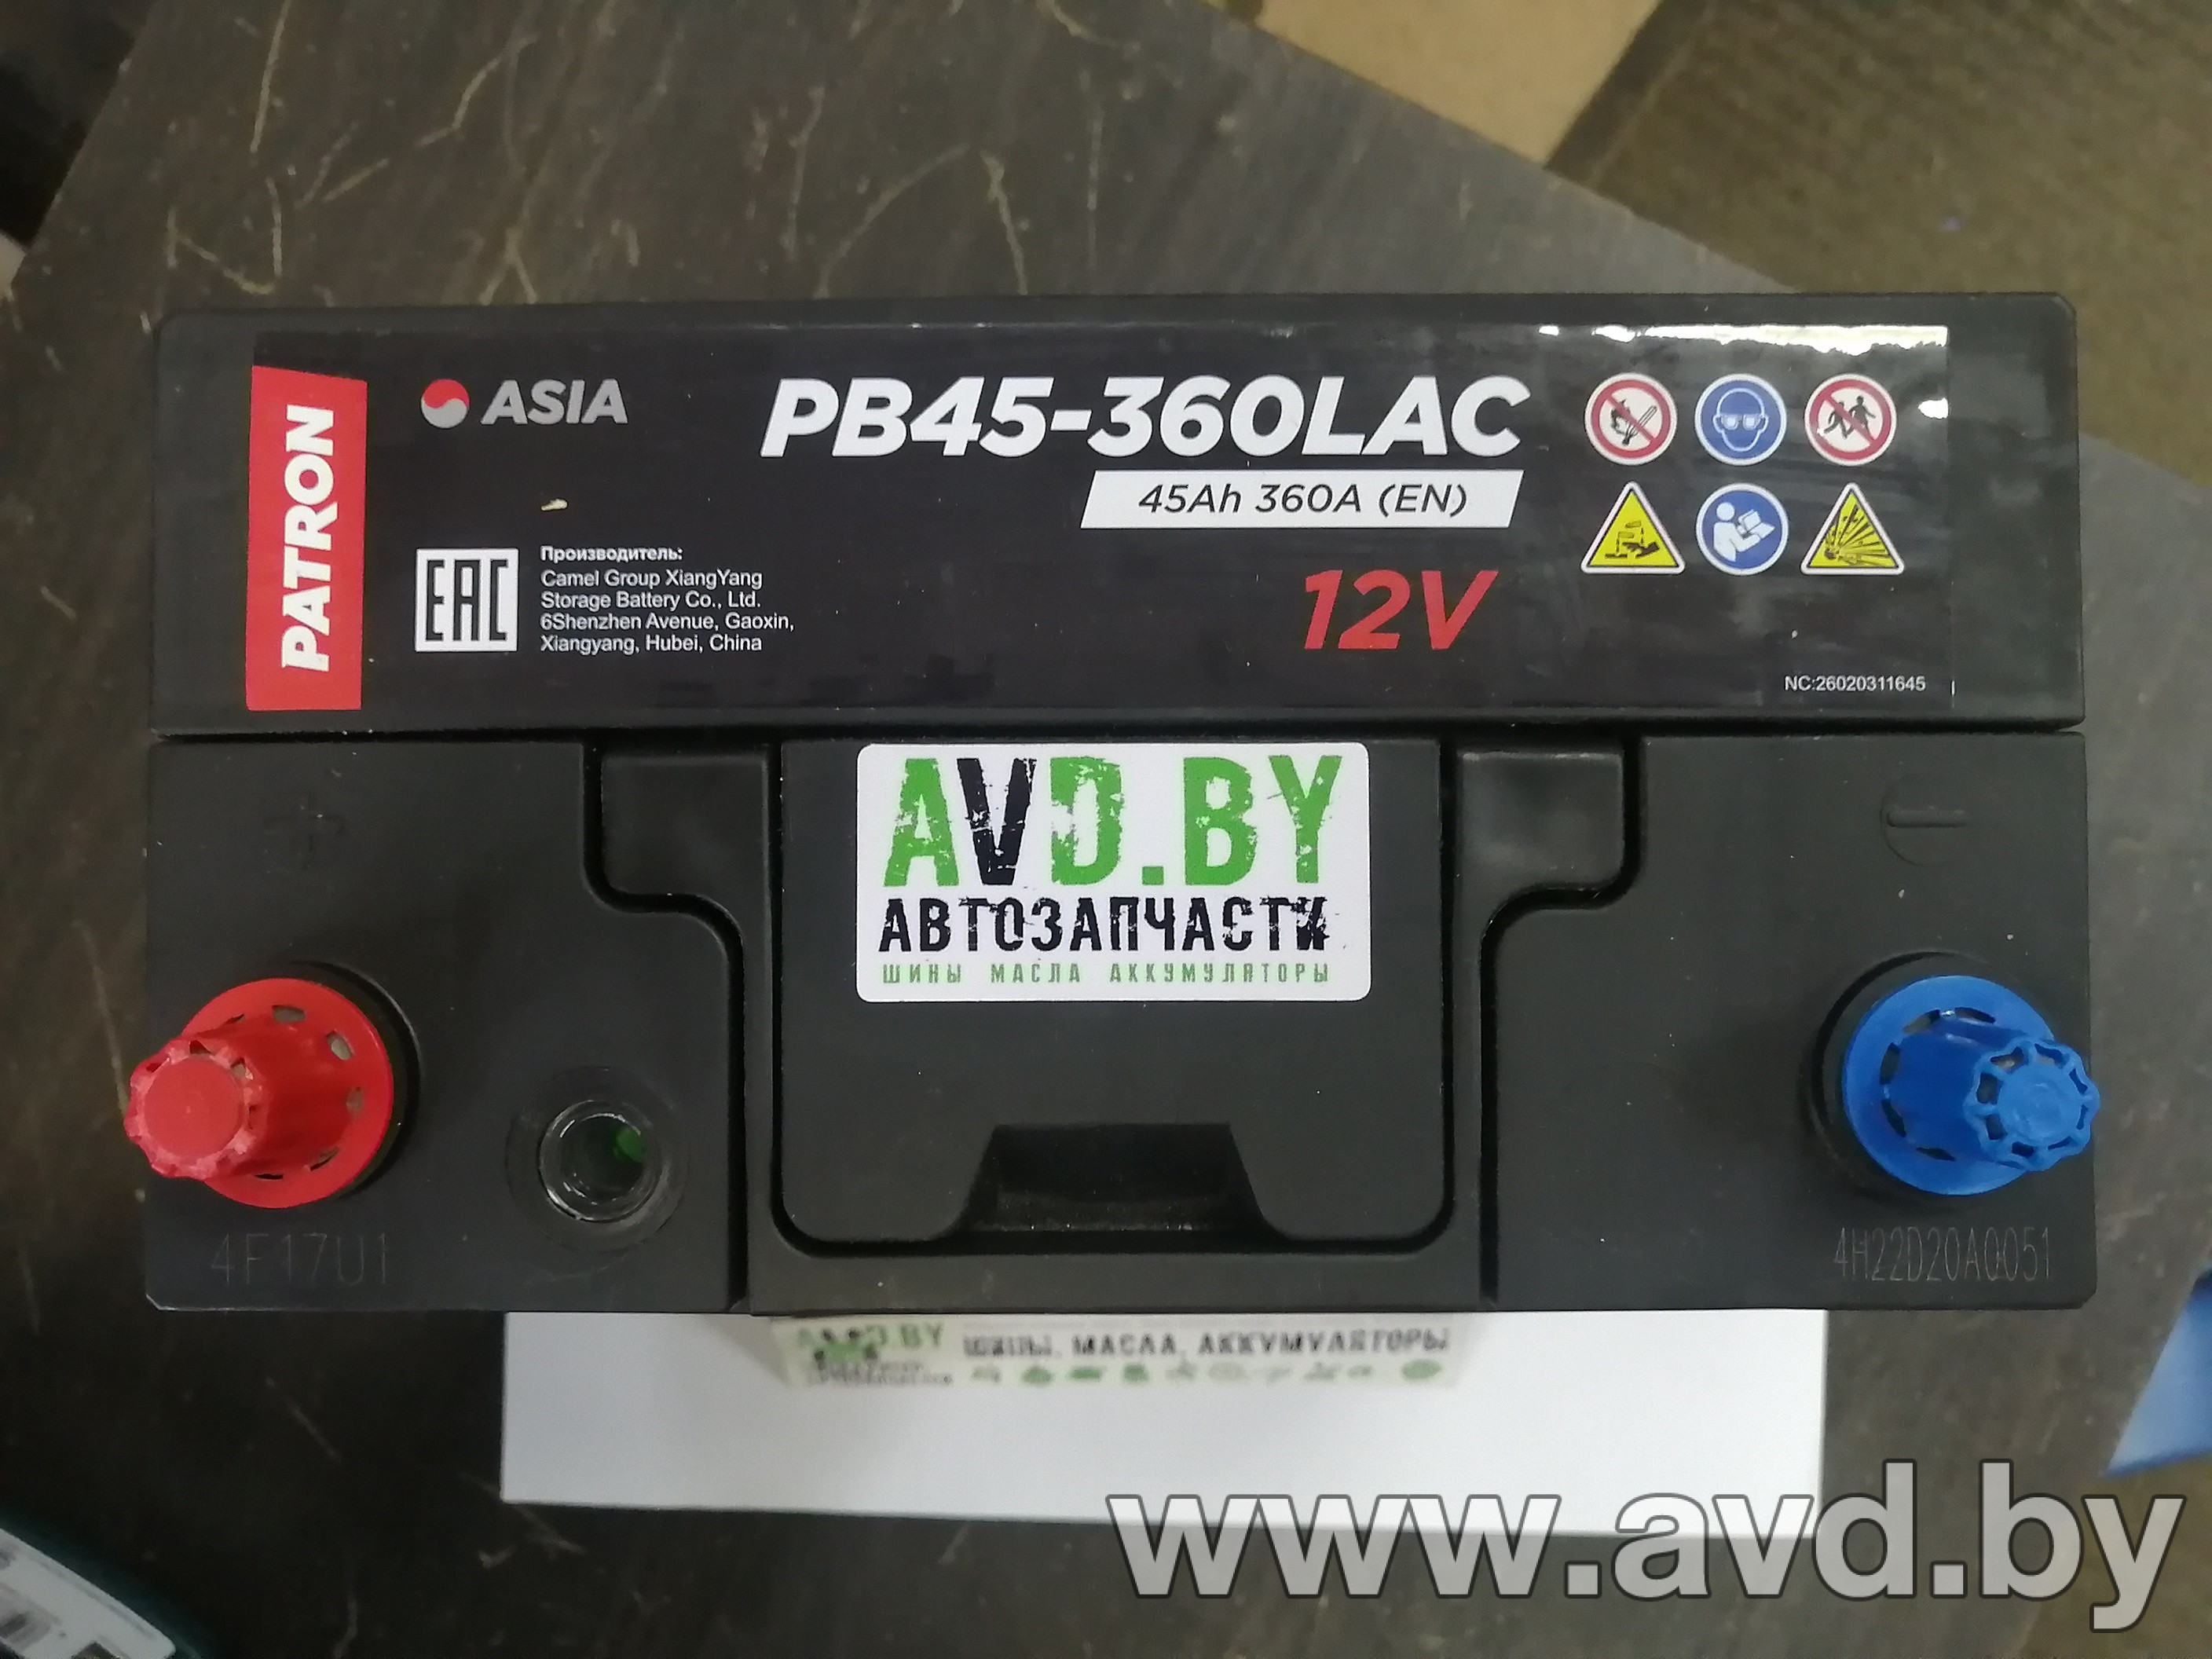 PATRON
ASIA
PB45-360LAC
45Ah 360A (EN)
12V
EAC
Производитель:
Camel Group XiangYang
Storage Battery Co., Ltd.
6Shenzhen Avenue, Gaoxin,
Xiangyang, Hubei, China
NC:26020311645
AVD.BY
АВТОЗАПЧАСТИ
ШИНЫ МАСЛА АККУМУЛЯТОРЫ
4F17U1
4H22D20A0051
AVD.BY ШИНЫ, МАСЛА, АККУМУЛЯТОРЫ
www.avd.by